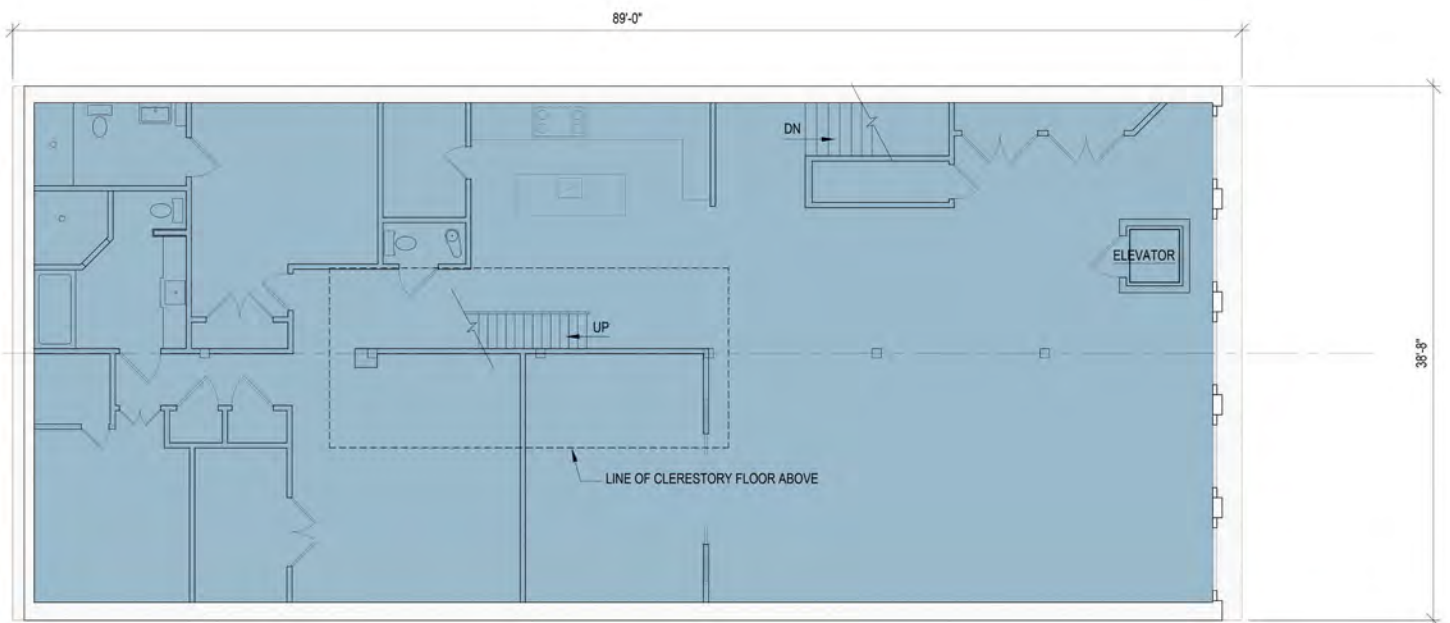 89'-0"
DN
ELEVATOR
UP
38'-8"
LINE OF CLERESTORY FLOOR ABOVE